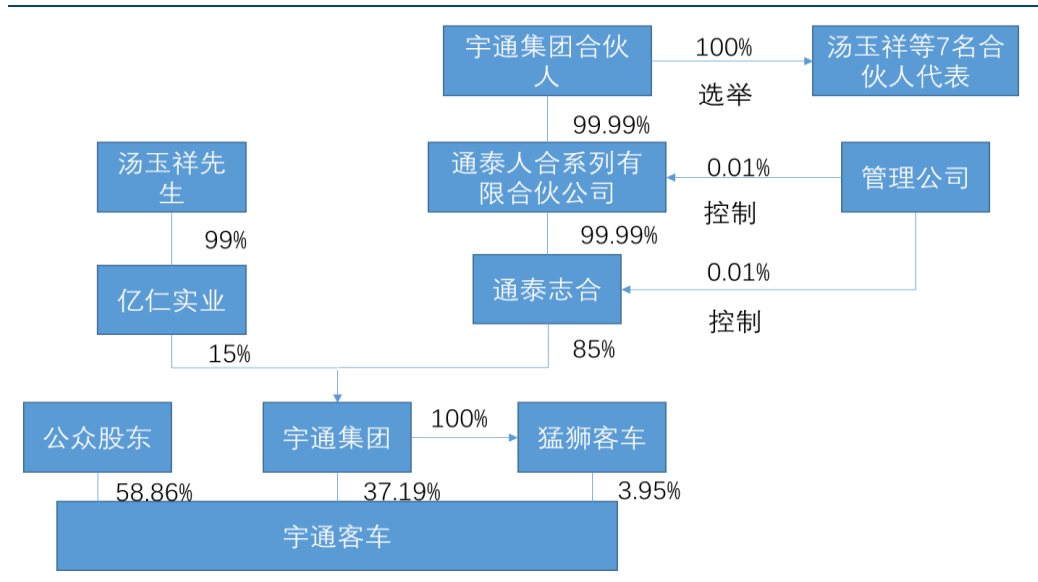 宇通集团合伙
人
100%
选举
汤玉祥等7名合
伙人代表
99.99%
汤玉祥先
生
通泰人合系列有
限合伙公司
0.01%
控制
管理公司
99%
99.99%
亿仁实业
通泰志合
0.01%
控制
15%
85%
公众股东
宇通集团
100%
猛狮客车
58.86%
37.19%
3.95%
宇通客车